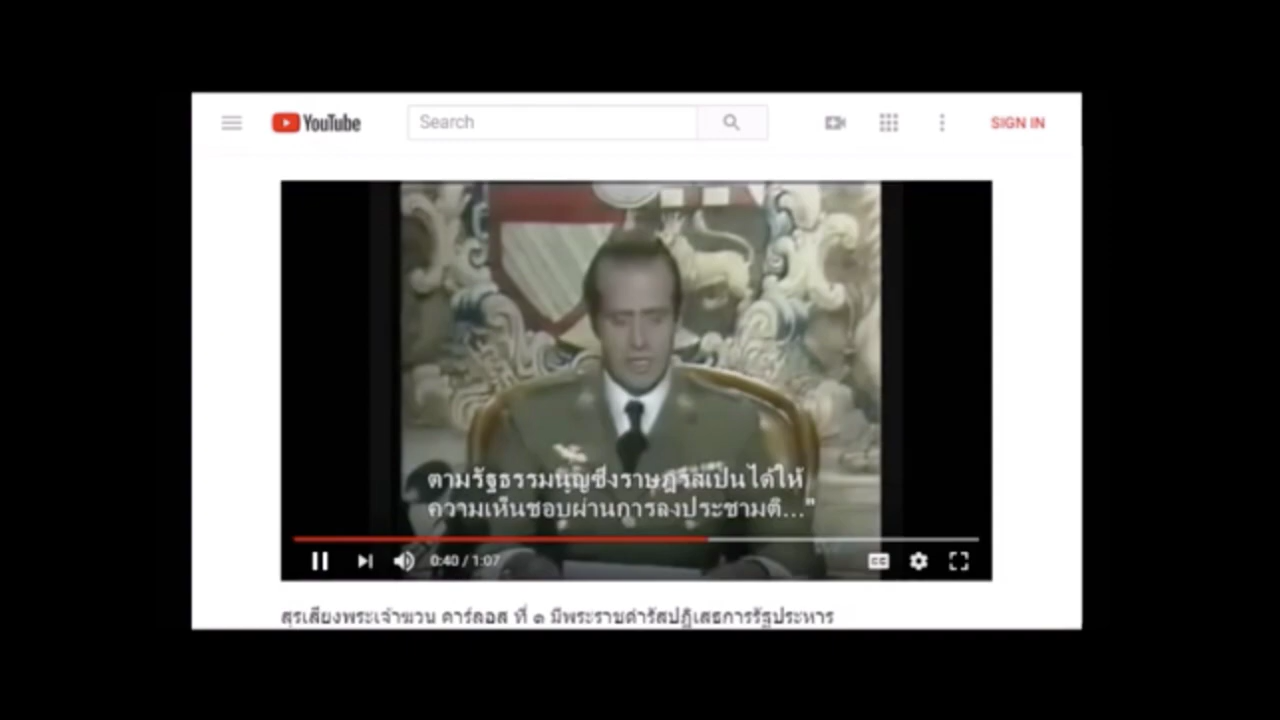 YouTube
Search
SIGN IN
ตามรัฐธรรมนูญซึ่งราษฎรสเปนได้ให้
ความเห็นชอบผ่านการลงประชามติ..."
0:40 / 1:07
สุรเสียงพระเจ้าฆวน คาร์ลอส ที่ ๑ มีพระราชดำรัสปฏิเสธการรัฐประหาร